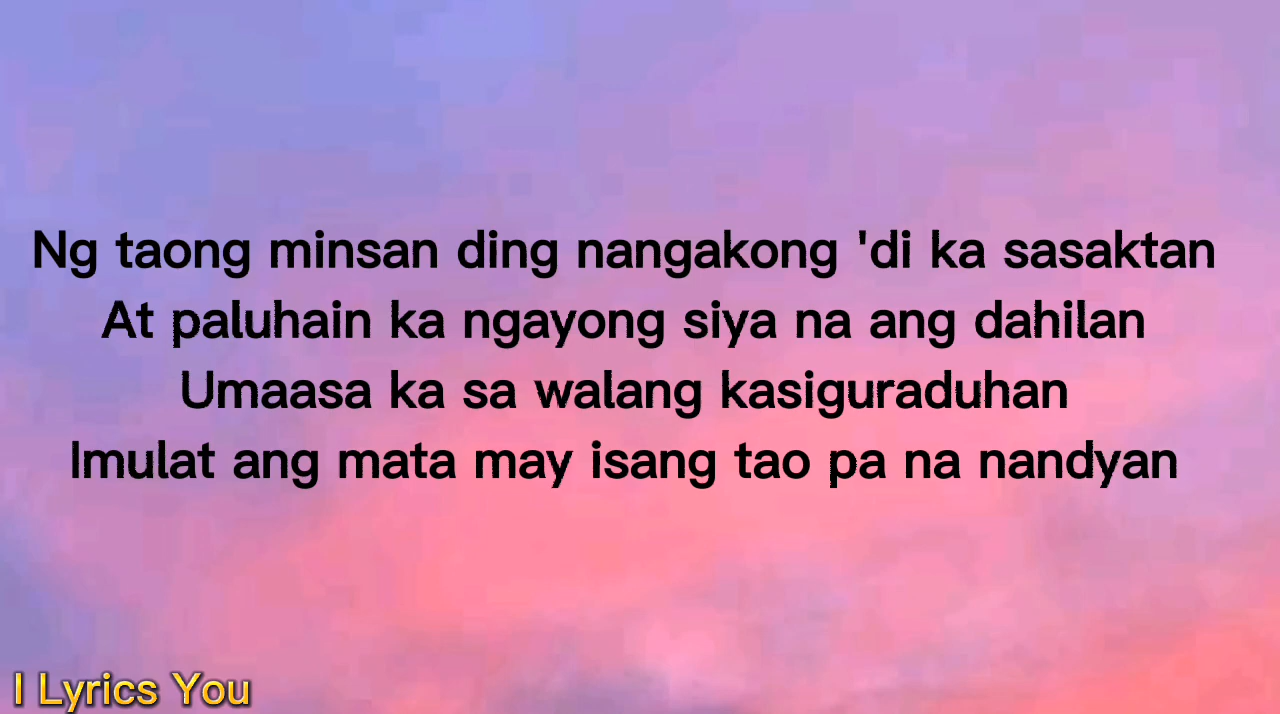 Ng taong minsan ding nangakong 'di ka sasaktan
At paluhain ka ngayong siya na ang dahilan
Umaasa ka sa walang kasiguraduhan
Imulat ang mata may isang tao pa na nandyan
I Lyrics You